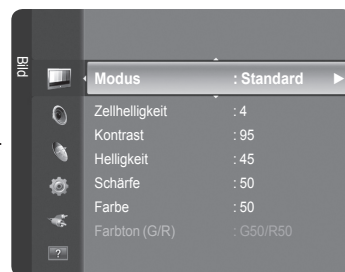 Bild
Modus : Standard
Zellhelligkeit : 4
Kontrast : 95
Helligkeit : 45
Schärfe : 50
Farbe : 50
Farbton (G/R) : G50/R50
?